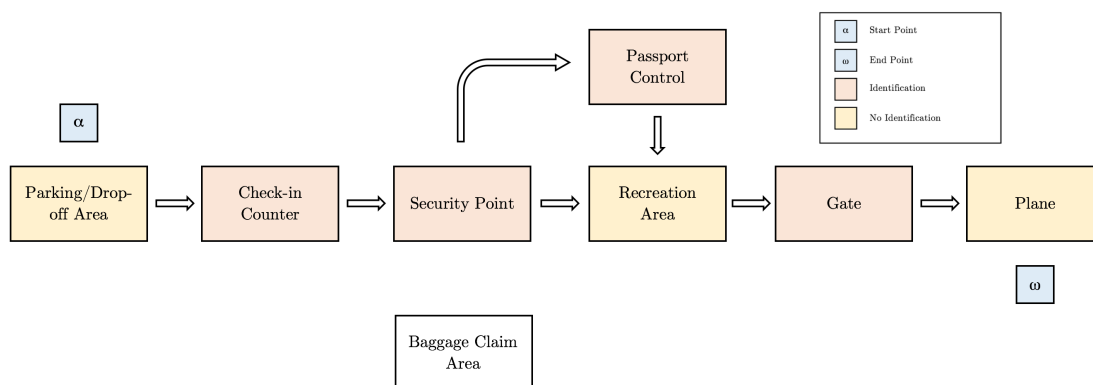 α
Start Point
ω
End Point
Identification
No Identification
Passport
Control
α
Parking/Drop-
off Area
Check-in
Counter
Security Point
Recreation
Area
Gate
Plane
ω
Baggage Claim
Area